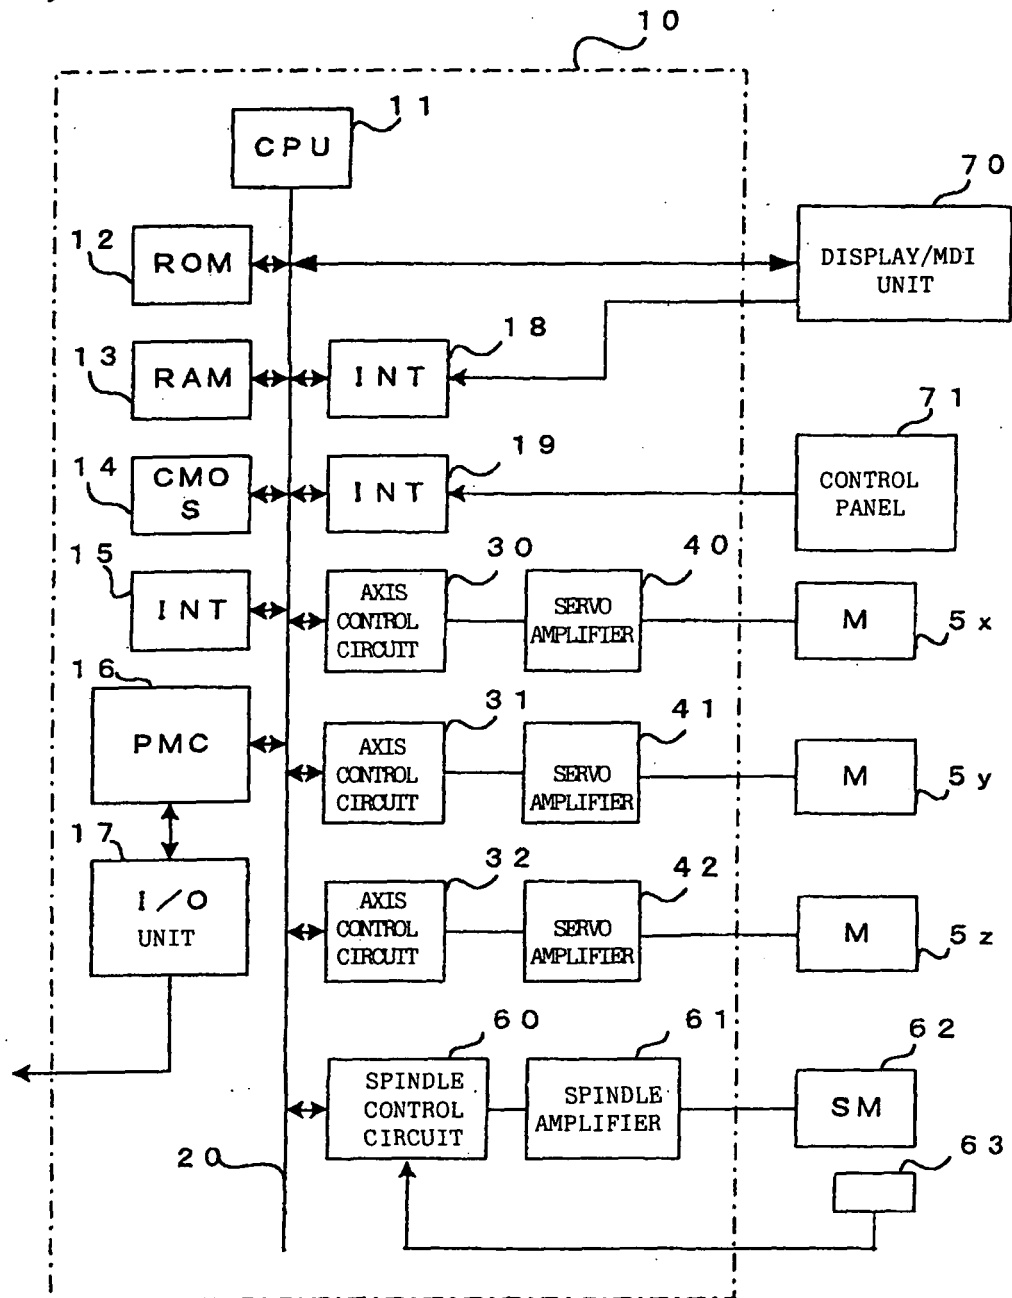 10
11
CPU
70
12
ROM
DISPLAY/MDI
UNIT
18
13
RAM
INT
71
19
14
CMO
S
INT
CONTROL
PANEL
15
INT
30
AXIS
CONTROL
CIRCUIT
40
SERVO
AMPLIFIER
M
5x
16
PMC
31
AXIS
CONTROL
CIRCUIT
41
SERVO
AMPLIFIER
M
5y
17
I/O
UNIT
32
AXIS
CONTROL
CIRCUIT
42
SERVO
AMPLIFIER
M
5z
60
SPINDLE
CONTROL
CIRCUIT
61
SPINDLE
AMPLIFIER
62
SM
20
63